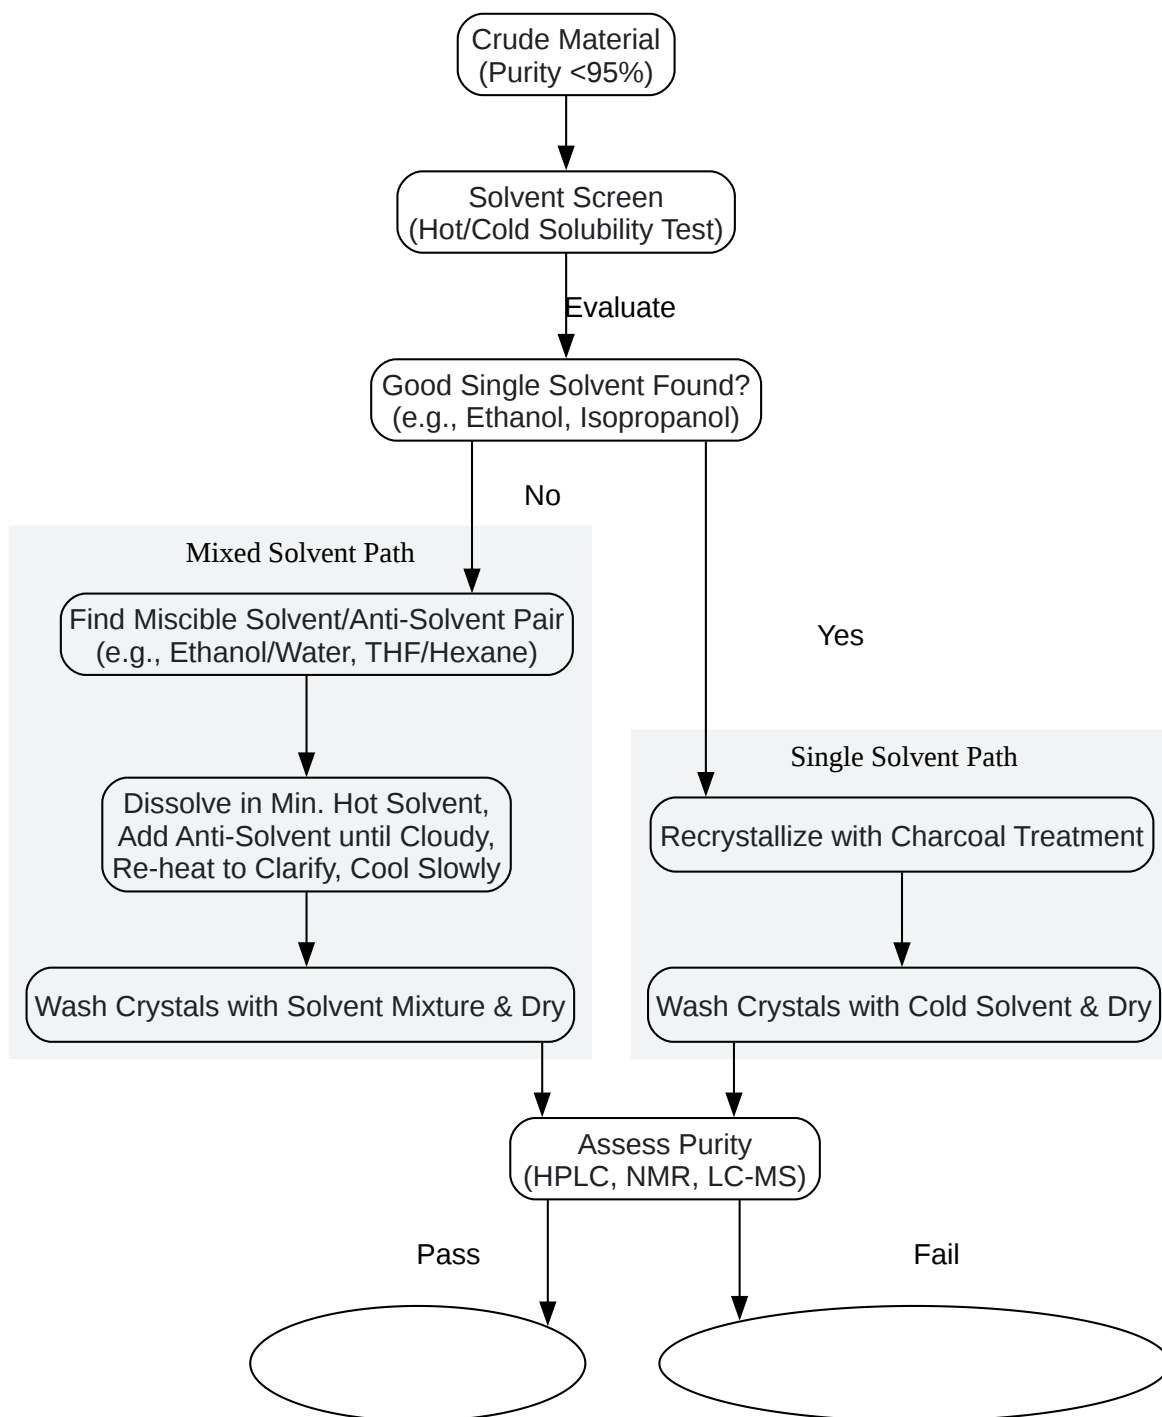 Crude Material
(Purity <95%)
Solvent Screen
(Hot/Cold Solubility Test)
Evaluate
Good Single Solvent Found?
(e.g., Ethanol, Isopropanol)
No
Yes
Mixed Solvent Path
Find Miscible Solvent/Anti-Solvent Pair
(e.g., Ethanol/Water, THF/Hexane)
Dissolve in Min. Hot Solvent,
Add Anti-Solvent until Cloudy,
Re-heat to Clarify, Cool Slowly
Wash Crystals with Solvent Mixture & Dry
Single Solvent Path
Recrystallize with Charcoal Treatment
Wash Crystals with Cold Solvent & Dry
Assess Purity
(HPLC, NMR, LC-MS)
Pass
Fail